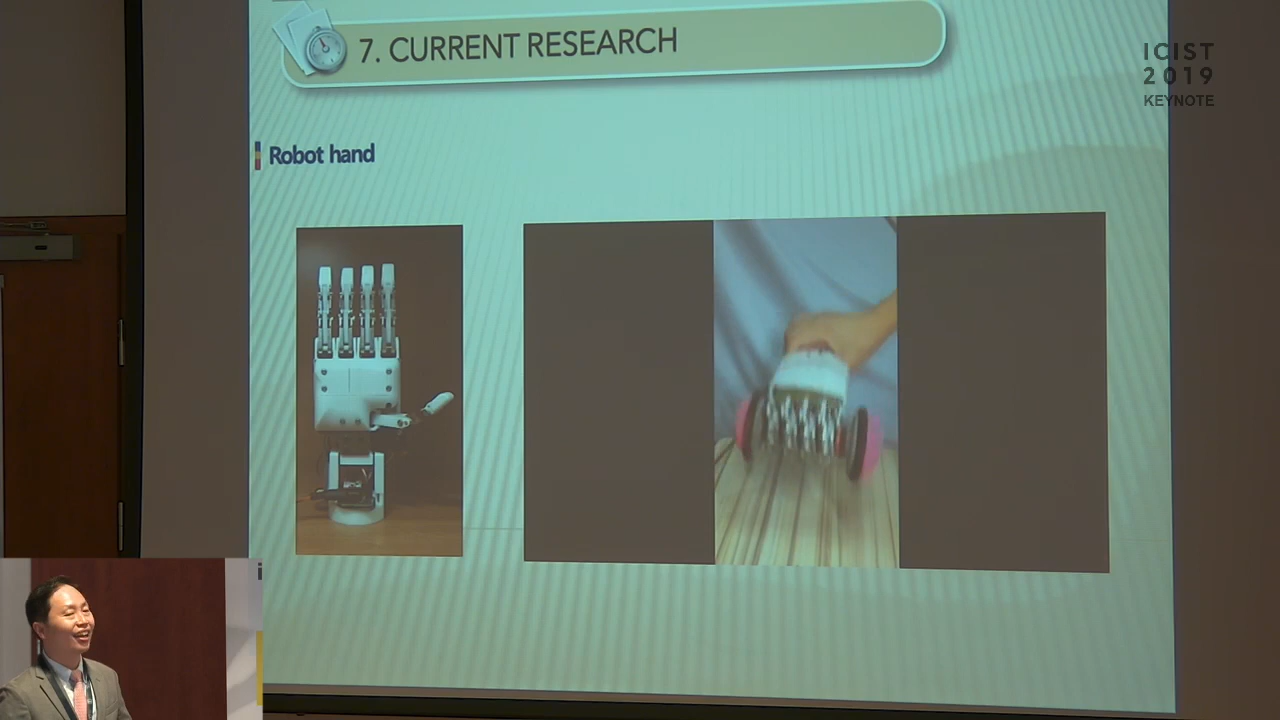 7. CURRENT RESEARCH
ICIST
2019
KEYNOTE
Robot hand